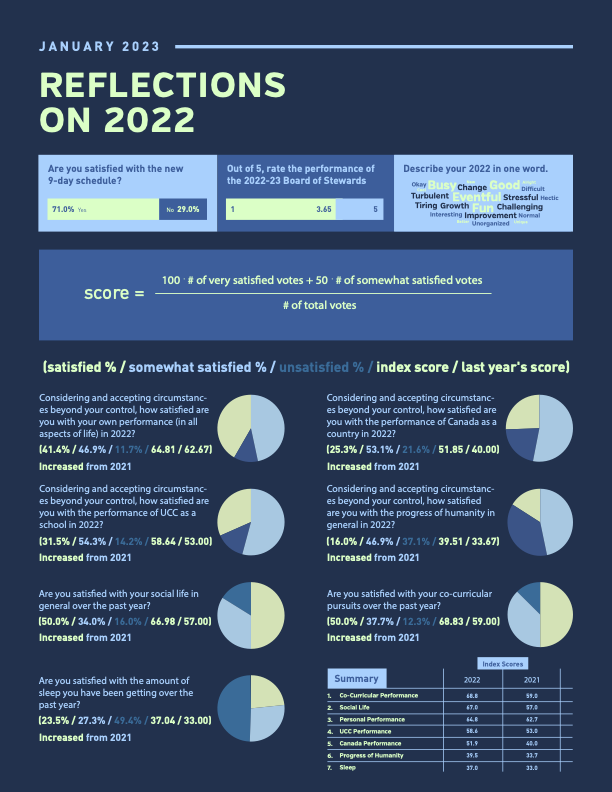 JANUARY 2023
REFLECTIONS
ON 2022
Are you satisfied with the new
9-day schedule?
71.0% Yes
No 29.0%
Out of 5, rate the performance of
the 2022-23 Board of Stewards
1 3.65 5
Describe your 2022 in one word.
Okay Busy Change Good Difficult
Turbulent Eventful Stressful Hectic
Tiring Growth Fun Challenging
Interesting Improvement Normal
Unorganized
score =
100 · # of very satisfied votes + 50 · # of somewhat satisfied votes
# of total votes
(satisfied % / somewhat satisfied % / unsatisfied % / index score / last year's score)
Considering and accepting circumstanc-
es beyond your control, how satisfied are
you with your own performance (in all
aspects of life) in 2022?
(41.4% / 46.9% / 11.7% / 64.81 / 62.67)
Increased from 2021
Considering and accepting circumstanc-
es beyond your control, how satisfied are
you with the performance of Canada as a
country in 2022?
(25.3% / 53.1% / 21.6% / 51.85 / 40.00)
Increased from 2021
Considering and accepting circumstanc-
es beyond your control, how satisfied are
you with the performance of UCC as a
school in 2022?
(31.5% / 54.3% / 14.2% / 58.64 / 53.00)
Increased from 2021
Considering and accepting circumstanc-
es beyond your control, how satisfied
are you with the progress of humanity in
general in 2022?
(16.0% / 46.9% / 37.1% / 39.51 / 33.67)
Increased from 2021
Are you satisfied with your social life in
general over the past year?
(50.0% / 34.0% / 16.0% / 66.98 / 57.00)
Increased from 2021
Are you satisfied with your co-curricular
pursuits over the past year?
(50.0% / 37.7% / 12.3% / 68.83 / 59.00)
Increased from 2021
Are you satisfied with the amount of
sleep you have been getting over the
past year?
(23.5% / 27.3% / 49.4% / 37.04 / 33.00)
Increased from 2021
Index Scores
Summary 2022 2021
1. Co-Curricular Performance 68.8 59.0
2. Social Life 67.0 57.0
3. Personal Performance 64.8 62.7
4. UCC Performance 58.6 53.0
5. Canada Performance 51.9 40.0
6. Progress of Humanity 39.5 33.7
7. Sleep 37.0 33.0